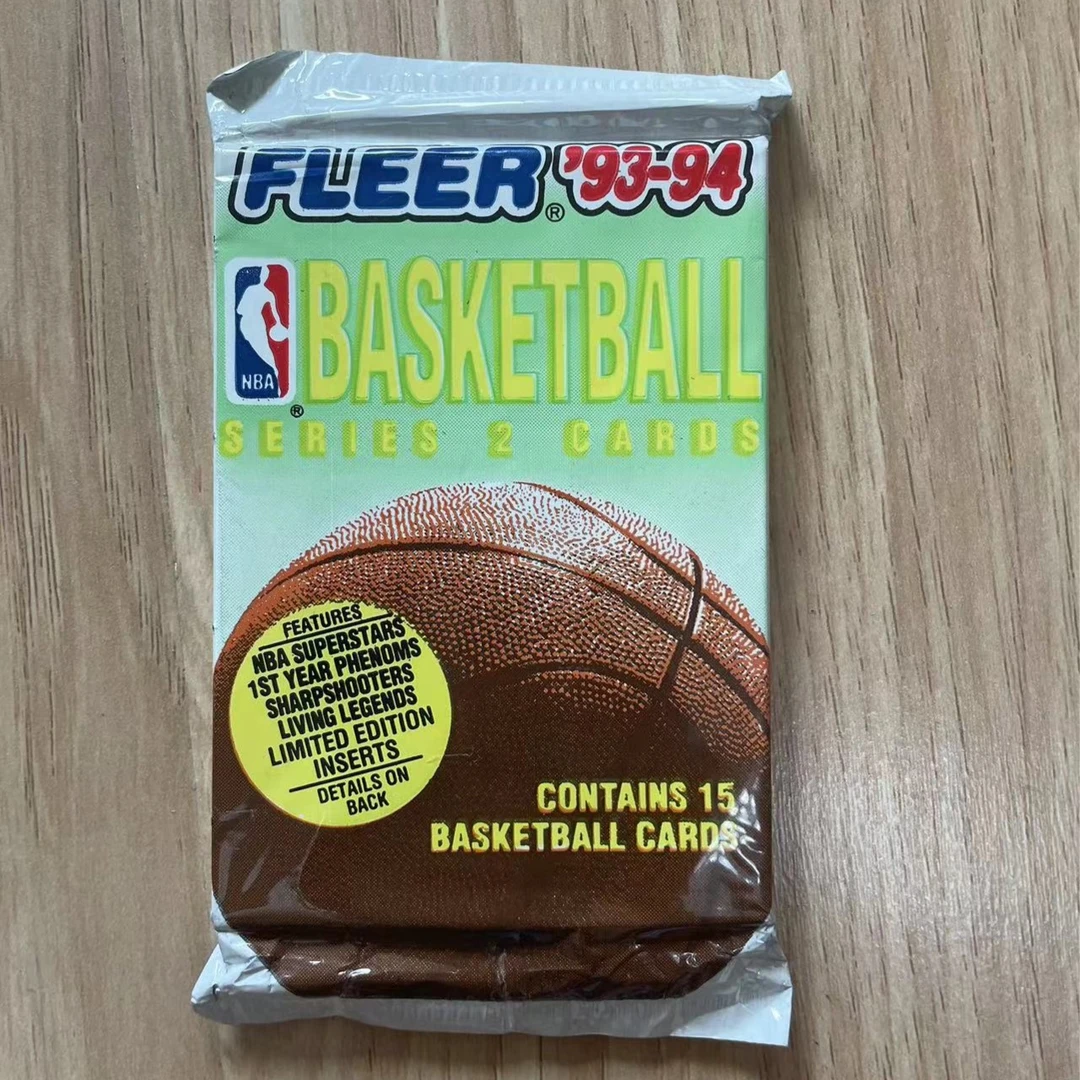 FLEER® '93-94
NBA®
BASKETBALL
SERIES 2 CARDS
FEATURES
NBA SUPERSTARS
1ST YEAR PHENOMS
SHARPSHOOTERS
LIVING LEGENDS
LIMITED EDITION
INSERTS
DETAILS ON
BACK
CONTAINS 15
BASKETBALL CARDS